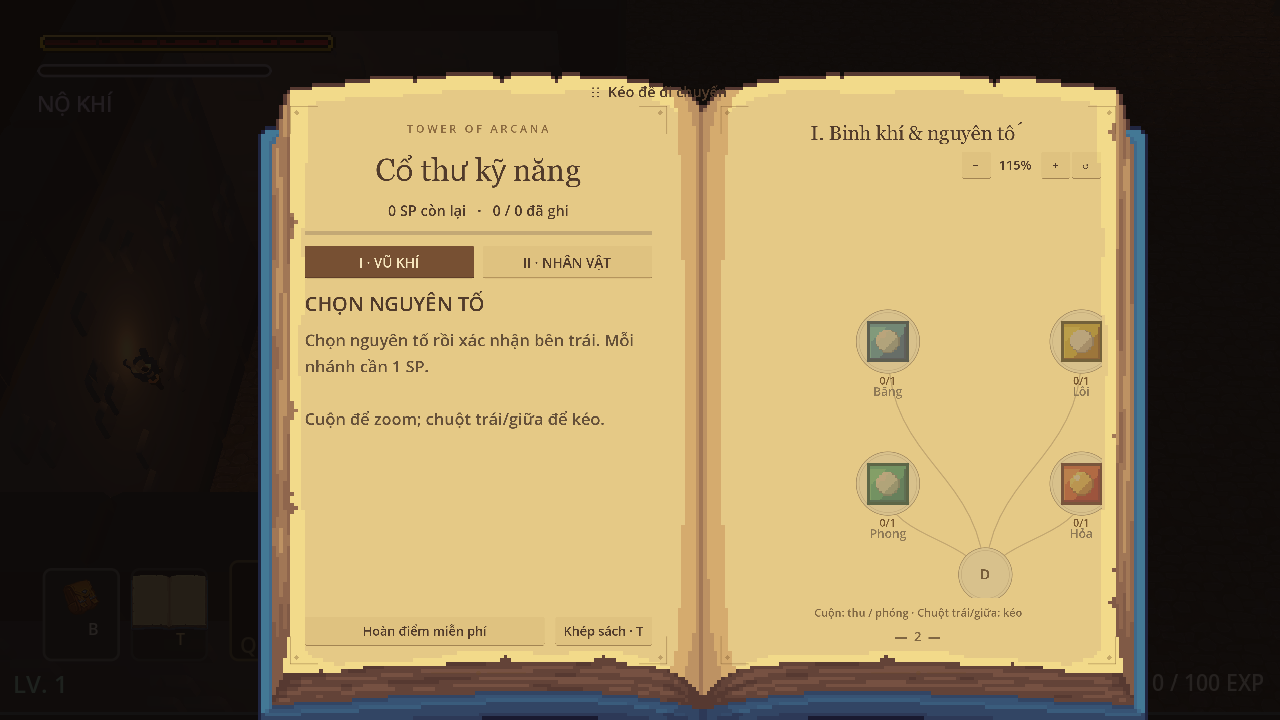 NỘ KHÍ
⠿ Kéo để di chuyển
TOWER OF ARCANA
Cổ thư kỹ năng
0 SP còn lại · 0 / 0 đã ghi
I · VŨ KHÍ
II · NHÂN VẬT
CHỌN NGUYÊN TỐ
Chọn nguyên tố rồi xác nhận bên trái. Mỗi
nhánh cần 1 SP.
Cuộn để zoom; chuột trái/giữa để kéo.
Hoàn điểm miễn phí
Khép sách · T
I. Binh khí & nguyên tố
− 115% + ↺
0/1
Băng
0/1
Lôi
0/1
Phong
0/1
Hỏa
D
Cuộn: thu / phóng · Chuột trái/giữa: kéo
— 2 —
B
T
Q
LV. 1
0 / 100 EXP